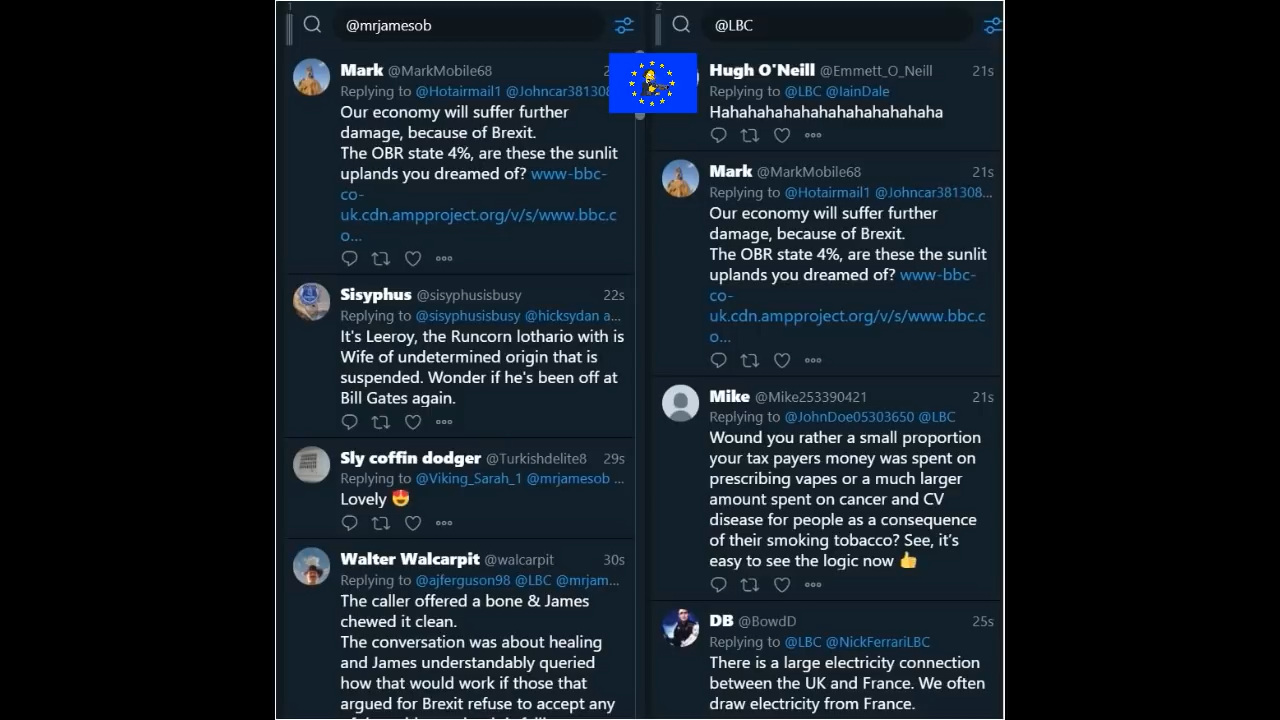 1
@mrjamesob
Mark @MarkMobile68
Replying to @Hotairmail1 @Johncar381308
Our economy will suffer further
damage, because of Brexit.
The OBR state 4%, are these the sunlit
uplands you dreamed of? www-bbc-
co-
uk.cdn.ampproject.org/v/s/www.bbc.c
o...
Sisyphus @sisyphusisbusy 22s
Replying to @sisyphusisbusy @hicksydan a...
It's Leeroy, the Runcorn lothario with is
Wife of undetermined origin that is
suspended. Wonder if he's been off at
Bill Gates again.
Sly coffin dodger @Turkishdelite8 29s
Replying to @Viking_Sarah_1 @mrjamesob ...
Lovely 😍
Walter Walcarpit @walcarpit 30s
Replying to @ajferguson98 @LBC @mrjam...
The caller offered a bone & James
chewed it clean.
The conversation was about healing
and James understandably queried
how that would work if those that
argued for Brexit refuse to accept any
2
@LBC
Hugh O'Neill @Emmett_O_Neill 21s
Replying to @LBC @IainDale
Hahahahahahahahahahahahaha
Mark @MarkMobile68 21s
Replying to @Hotairmail1 @Johncar381308...
Our economy will suffer further
damage, because of Brexit.
The OBR state 4%, are these the sunlit
uplands you dreamed of? www-bbc-
co-
uk.cdn.ampproject.org/v/s/www.bbc.c
o...
Mike @Mike253390421 21s
Replying to @JohnDoe05303650 @LBC
Wound you rather a small proportion
your tax payers money was spent on
prescribing vapes or a much larger
amount spent on cancer and CV
disease for people as a consequence
of their smoking tobacco? See, it’s
easy to see the logic now 👍
DB @BowdD 25s
Replying to @LBC @NickFerrariLBC
There is a large electricity connection
between the UK and France. We often
draw electricity from France.